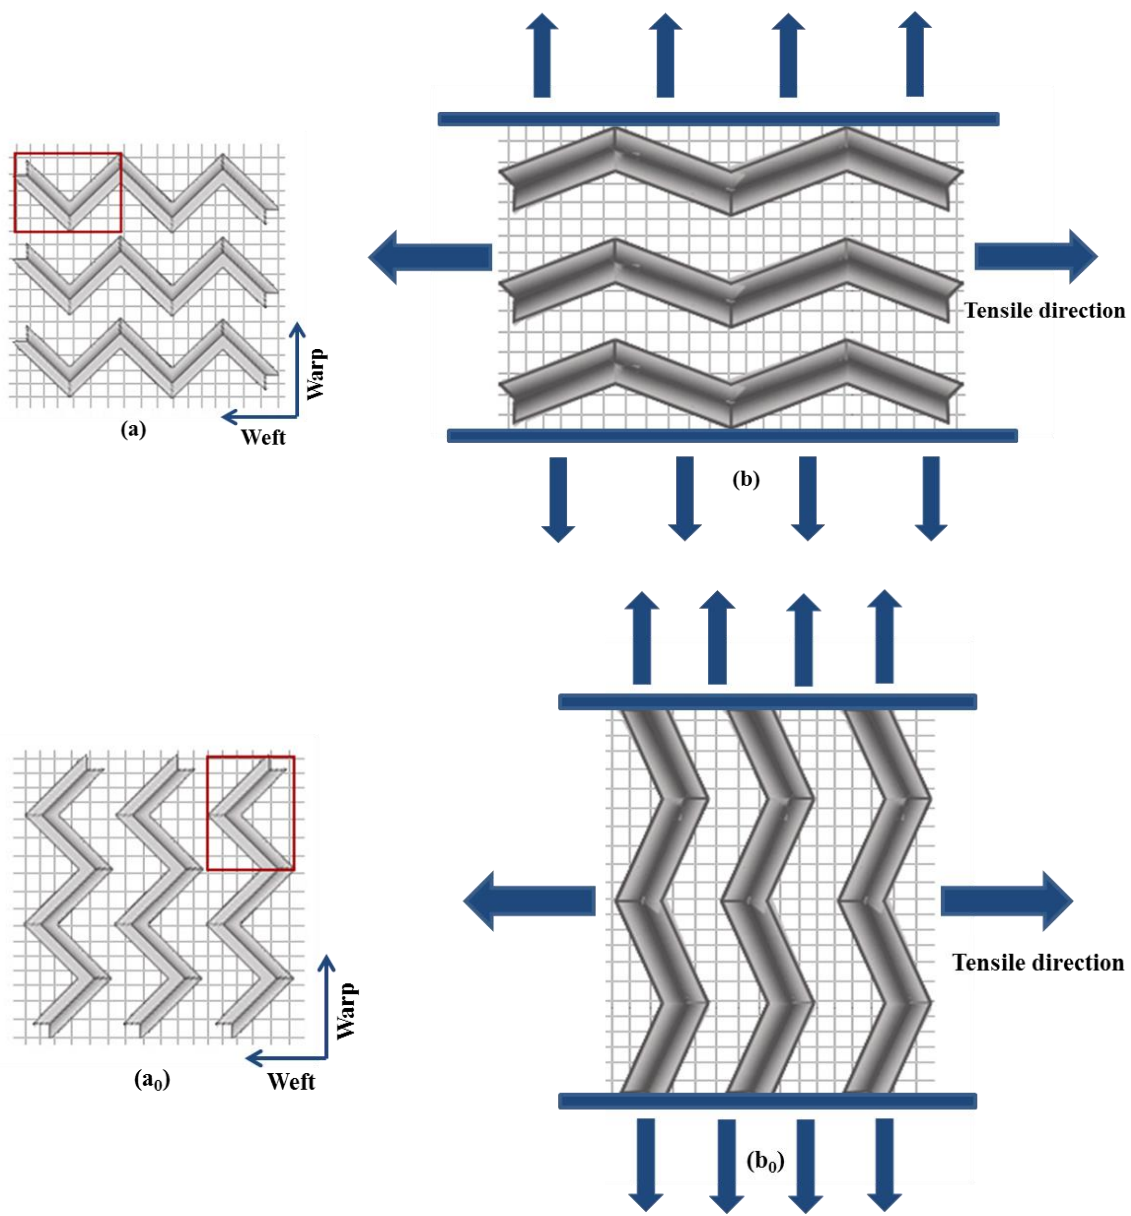 Tensile direction
Warp
Weft
(a)
(b)
Tensile direction
Warp
Weft
(a₀)
(b₀)